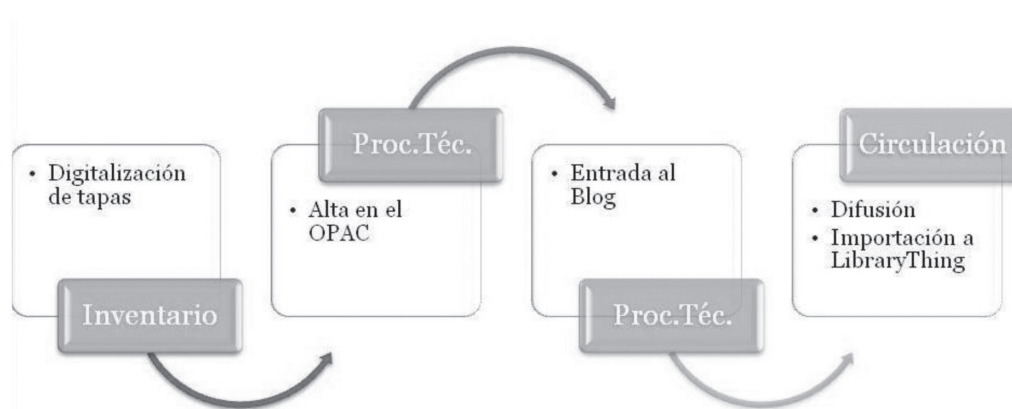 • Digitalización
de tapas
Inventario
Proc.Téc.
• Alta en el
OPAC
• Entrada al
Blog
Proc.Téc.
Circulación
• Difusión
• Importación a
LibraryThing